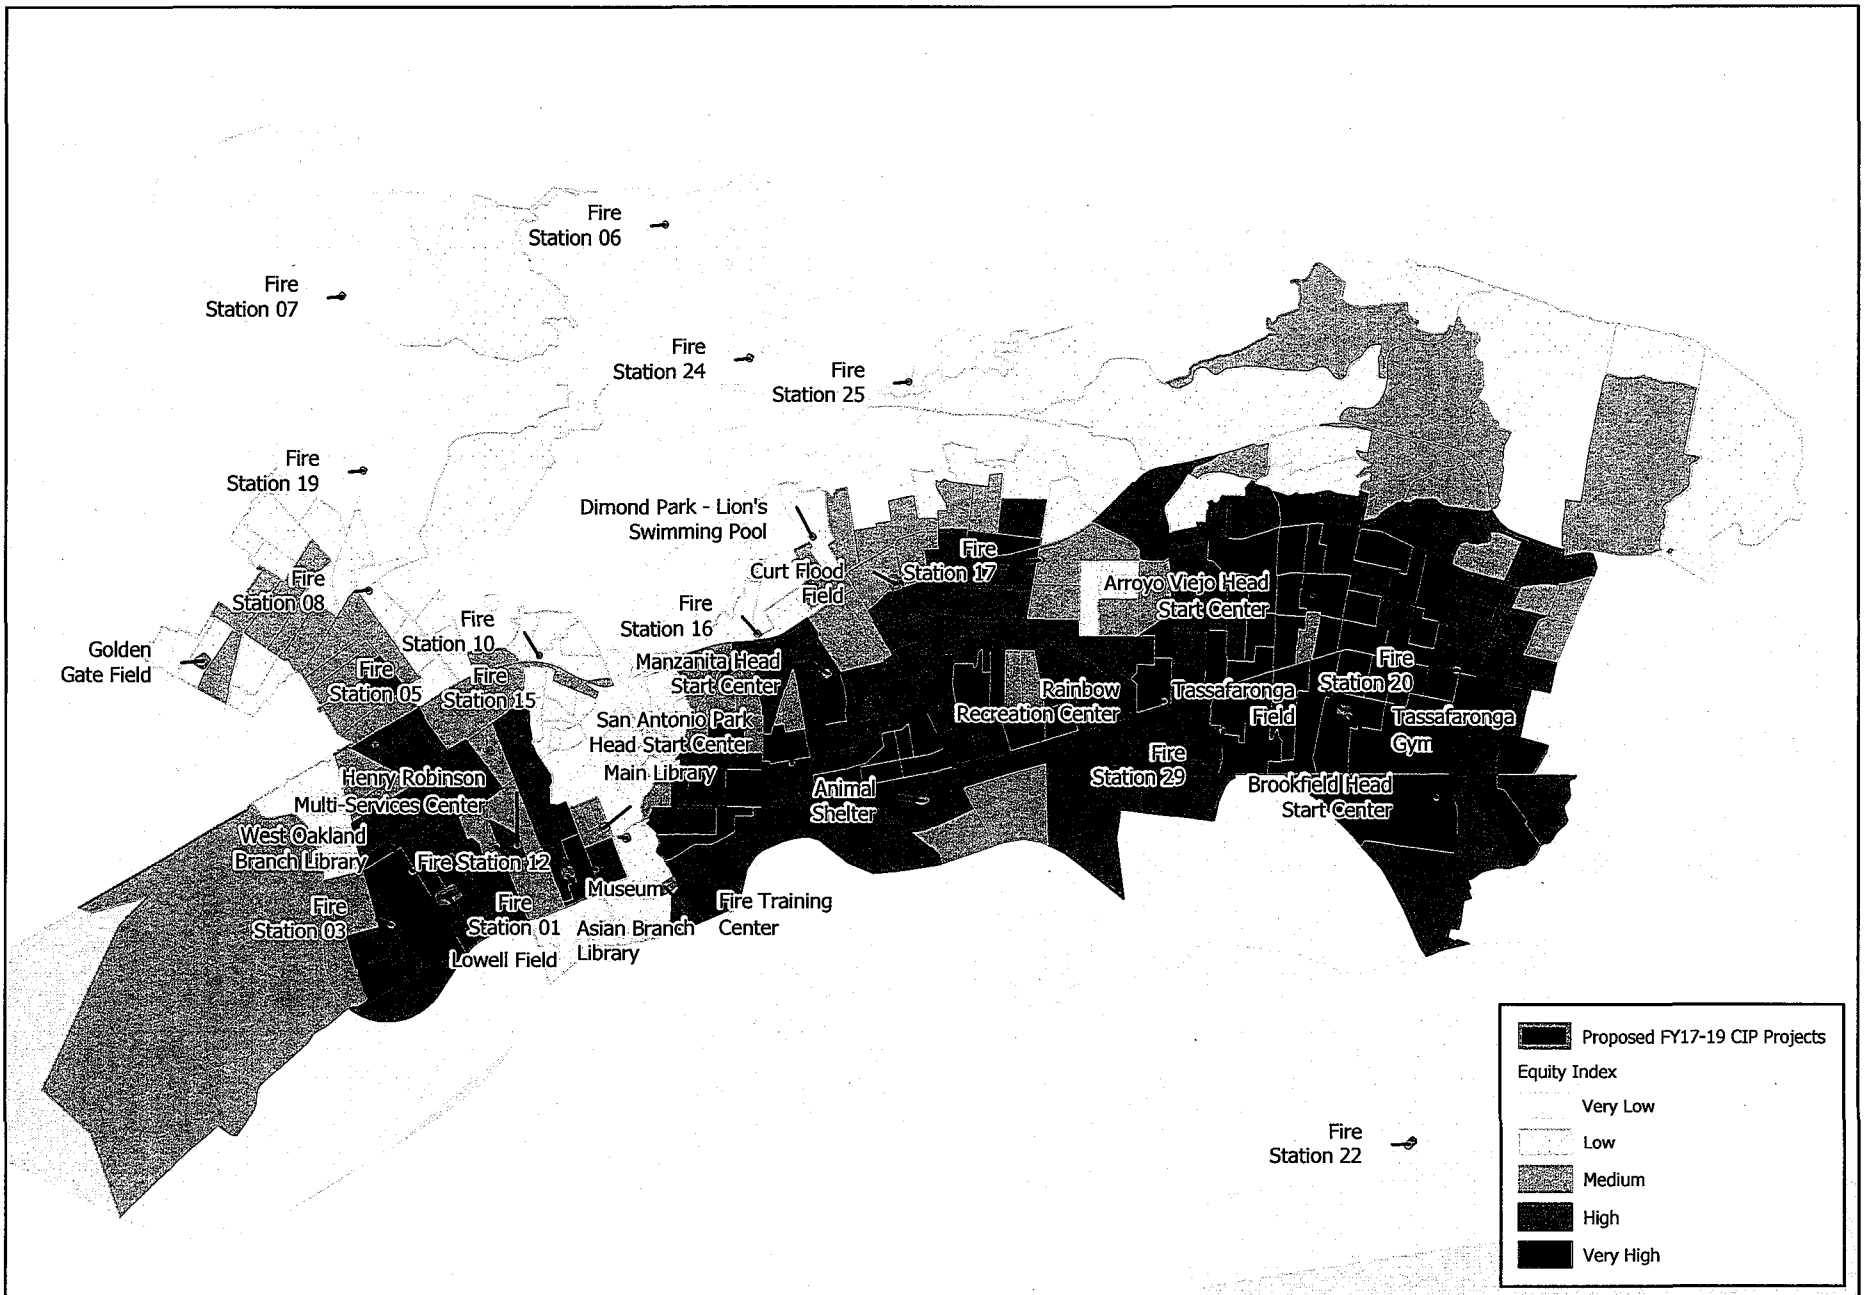 Fire
Station 06
Fire
Station 07
Fire
Station 24
Fire
Station 25
Fire
Station 19
Dimond Park - Lion's
Swimming Pool
Fire
Station 17
Curt Flood
Field
Arroyo Viejo Head
Start Center
Fire
Station 08
Fire
Station 16
Fire
Station 10
Golden
Gate Field
Fire
Station 05
Fire
Station 15
Manzanita Head
Start Center
Fire
Station 20
Rainbow
Recreation Center
Tassafaronga
Field
Tassafaronga
Gym
San Antonio Park
Head Start Center
Main Library
Fire
Station 29
Henry Robinson
Multi-Services Center
Animal
Shelter
Brookfield Head
Start Center
West Oakland
Branch Library
Fire Station 12
Museum
Fire
Station 03
Fire
Station 01
Asian Branch
Library
Fire Training
Center
Lowell Field
Fire
Station 22
Proposed FY17-19 CIP Projects
Equity Index
Very Low
Low
Medium
High
Very High